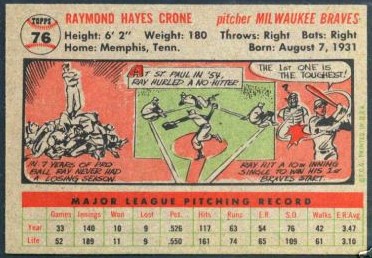 TOPPS
76
RAYMOND HAYES CRONE pitcher MILWAUKEE BRAVES
Height: 6' 2" Weight: 180 Throws: Right Bats: Right
Home: Memphis, Tenn. Born: August 7, 1931
AT ST PAUL IN '54, RAY HURLED A NO-HITTER
THE 1ST ONE IS THE TOUGHEST!
IN 7 YEARS OF PRO BALL RAY NEVER HAD A LOSING SEASON
RAY HIT A 10TH INNING SINGLE TO WIN HIS 1ST BRAVES START.
MAJOR LEAGUE PITCHING RECORD
Games Innings Won Lost Pct. Hits Runs E.R. S.O. Walks E.R.Avg
Year 33 140 10 9 .526 117 63 54 76 42 3.47
Life 52 189 11 9 .550 161 74 65 109 61 3.10